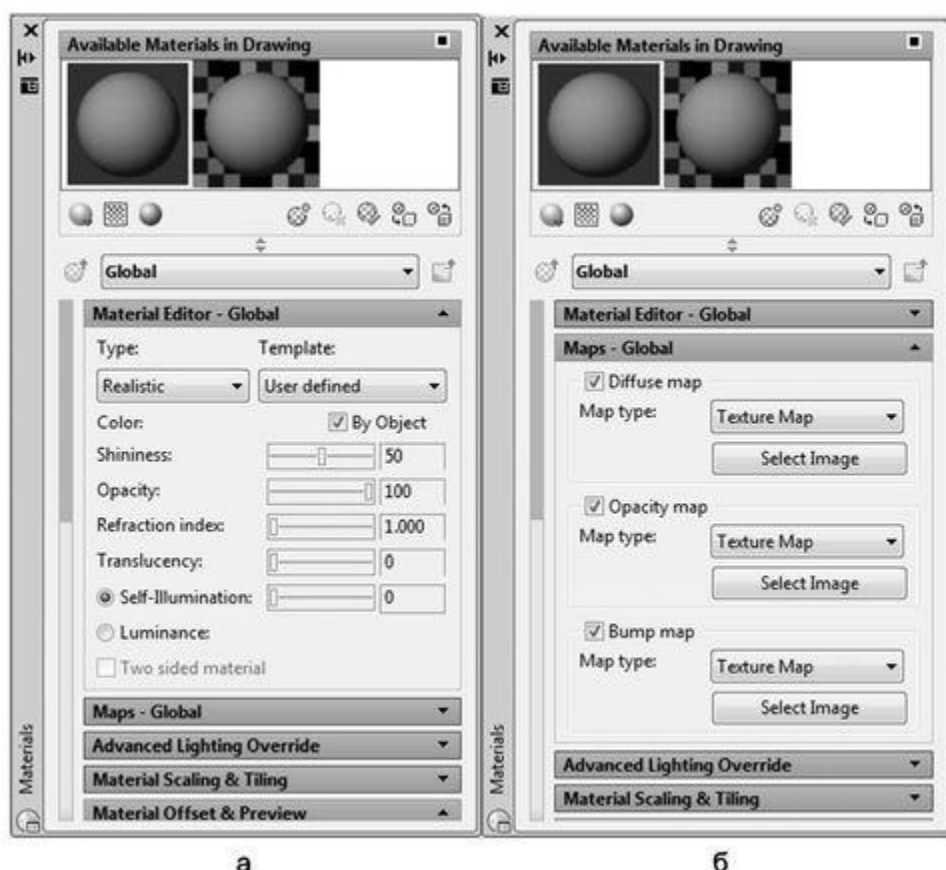 Available Materials in Drawing
Global
Material Editor - Global
Type: Template:
Realistic User defined
Color: By Object
Shininess: 50
Opacity: 100
Refraction index: 1.000
Translucency: 0
Self-Illumination: 0
Luminance:
Two sided material
Maps - Global
Advanced Lighting Override
Material Scaling & Tiling
Material Offset & Preview
Materials
а
Available Materials in Drawing
Global
Material Editor - Global
Maps - Global
Diffuse map
Map type: Texture Map
Select Image
Opacity map
Map type: Texture Map
Select Image
Bump map
Map type: Texture Map
Select Image
Advanced Lighting Override
Material Scaling & Tiling
Materials
б